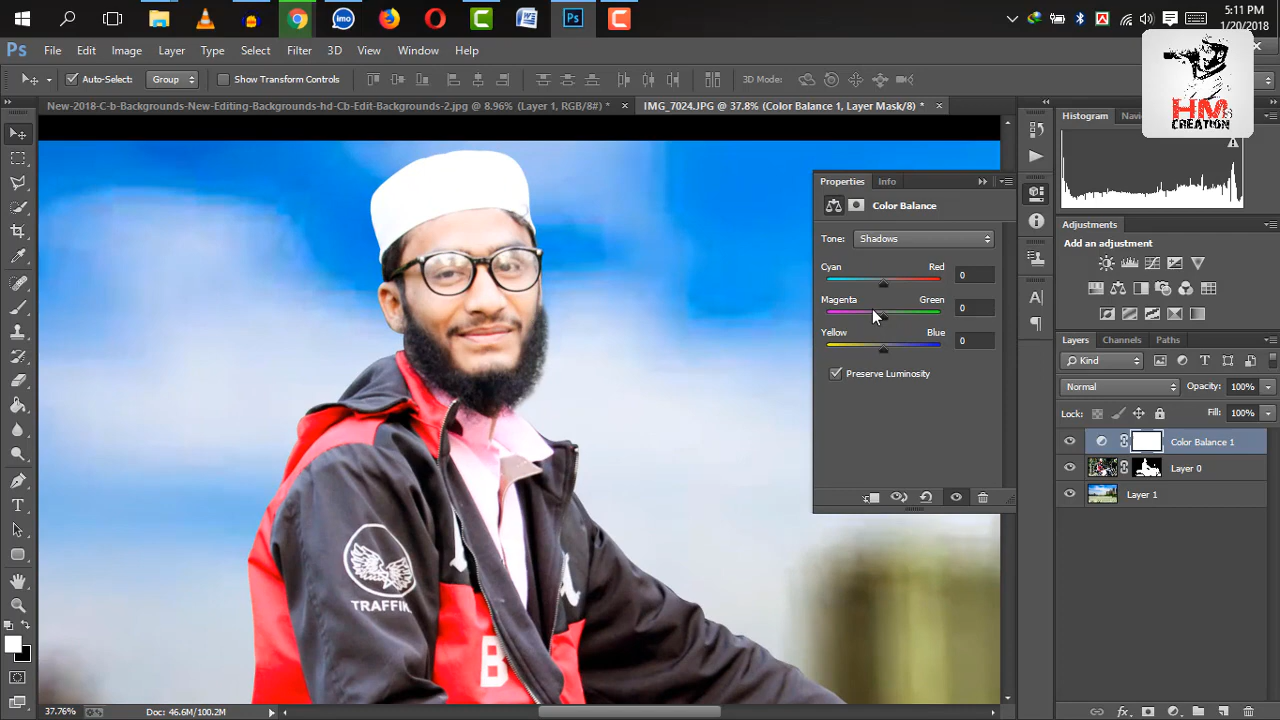 5:11 PM
1/20/2018
imo
Ps
Ps File Edit Image Layer Type Select Filter 3D View Window Help
Auto-Select: Group Show Transform Controls 3D Mode:
HM
CREATION
New-2018-C-b-Backgrounds-New-Editing-Backgrounds-hd-Cb-Edit-Backgrounds-2.jpg @ 8.96% (Layer 1, RGB/8#) * × IMG_7024.JPG @ 37.8% (Color Balance 1, Layer Mask/8) * ×
Histogram
Properties Info
Color Balance
Tone: Shadows
Cyan Red 0
Magenta Green 0
Yellow Blue 0
Preserve Luminosity
Adjustments
Add an adjustment
Layers Channels Paths
Kind
Normal Opacity: 100%
Lock: Fill: 100%
Color Balance 1
Layer 0
Layer 1
B
37.76% Doc: 46.6M/100.2M